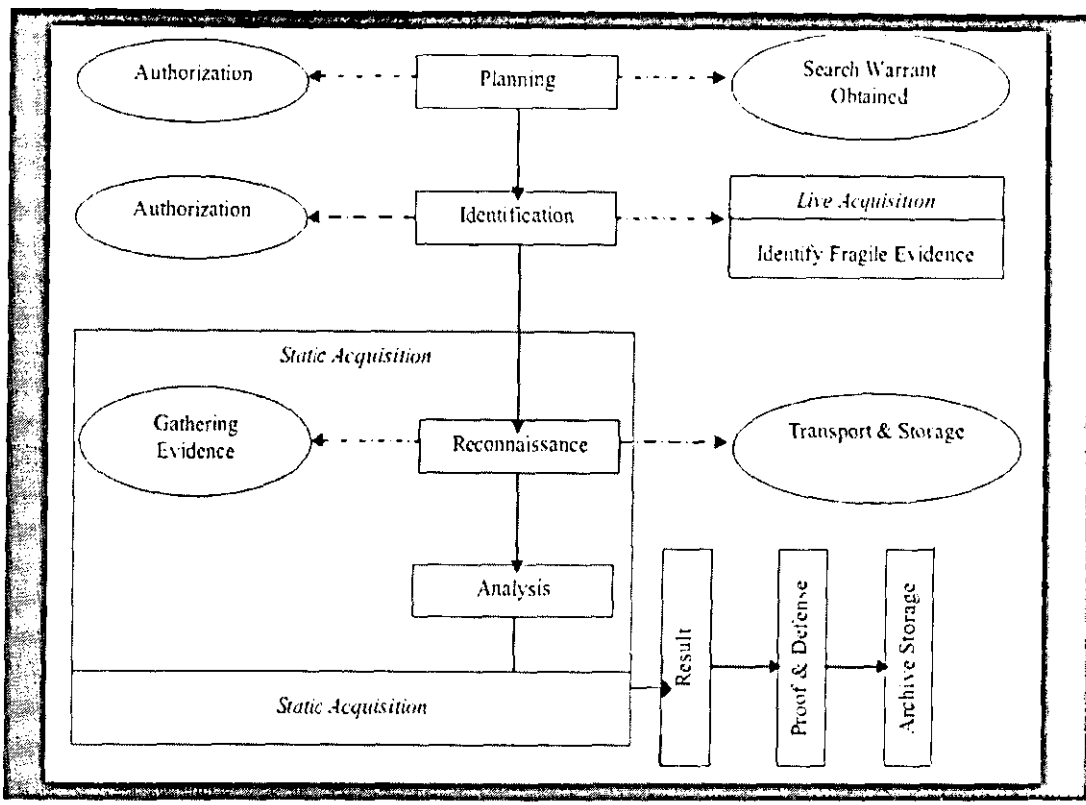 Authorization
Planning
Search Warrant
Obtained
Authorization
Identification
Live Acquisition
Identify Fragile Evidence
Static Acquisition
Gathering
Evidence
Reconnaissance
Transport & Storage
Analysis
Static Acquisition
Result
Proof & Defense
Archive Storage